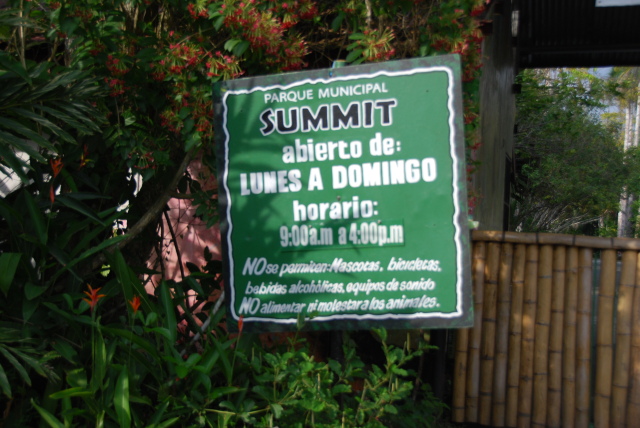 PARQUE MUNICIPAL
SUMMIT
abierto de:
LUNES A DOMINGO
horario:
9:00a.m a 4:00p.m
NO se permiten Mascotas, bicicletas,
bebidas alcohólicas, equipos de sonido
NO alimentar ni molestar a los animales.